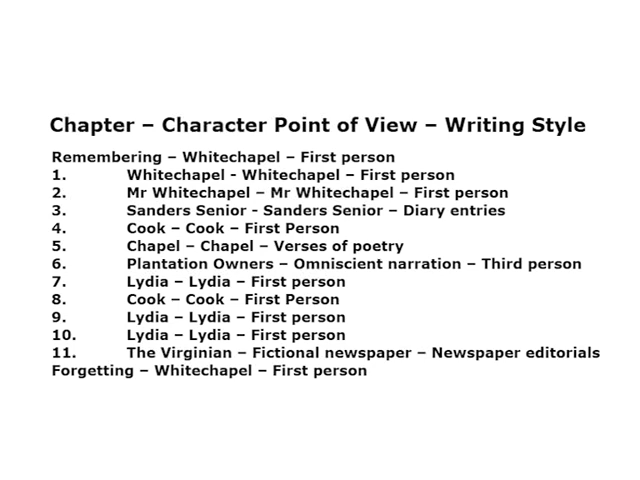 Chapter – Character Point of View – Writing Style
Remembering – Whitechapel – First person
1. Whitechapel - Whitechapel – First person
2. Mr Whitechapel – Mr Whitechapel – First person
3. Sanders Senior - Sanders Senior – Diary entries
4. Cook – Cook – First Person
5. Chapel – Chapel – Verses of poetry
6. Plantation Owners – Omniscient narration – Third person
7. Lydia – Lydia – First person
8. Cook – Cook – First Person
9. Lydia – Lydia – First person
10. Lydia – Lydia – First person
11. The Virginian – Fictional newspaper – Newspaper editorials
Forgetting – Whitechapel – First person